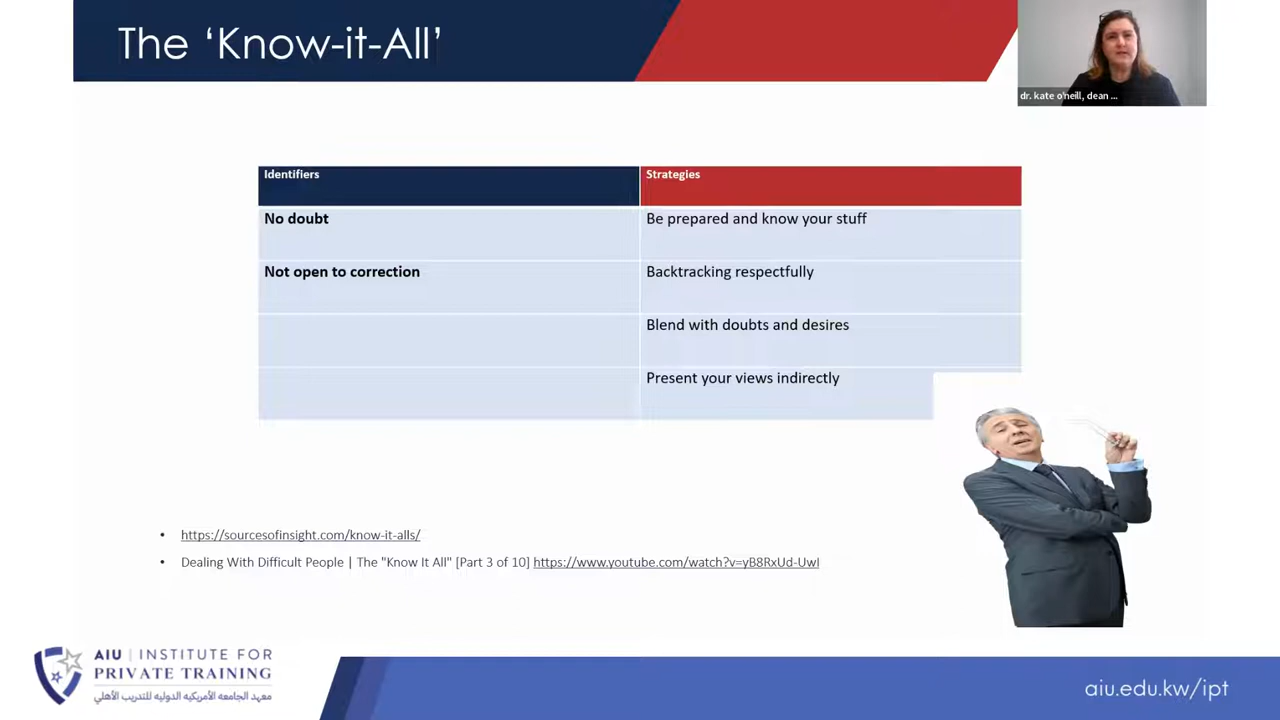 The ‘Know-it-All’
dr. kate o'neill, dean ...
Identifiers
Strategies
No doubt
Be prepared and know your stuff
Not open to correction
Backtracking respectfully
Blend with doubts and desires
Present your views indirectly
• https://sourcesofinsight.com/know-it-alls/
• Dealing With Difficult People | The "Know It All" [Part 3 of 10] https://www.youtube.com/watch?v=yB8RxUd-UwI
AIU | INSTITUTE FOR
PRIVATE TRAINING
معهد الجامعة الأمريكية الدولية للتدريب الأهلي
aiu.edu.kw/ipt